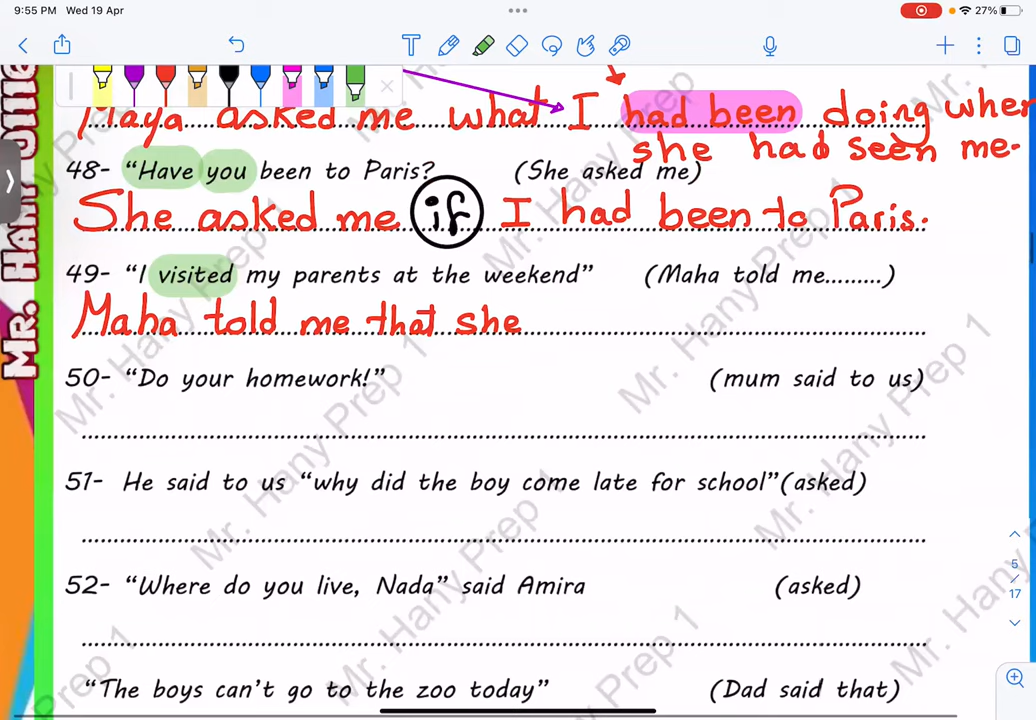 9:55 PM Wed 19 Apr
27%
Maya asked me what I had been doing when
she had seen me.
48- “Have you been to Paris? (She asked me)
She asked me if I had been to Paris.
49- “I visited my parents at the weekend” (Maha told me.........)
Maha told me that she
50- “Do your homework!” (mum said to us)
51- He said to us “why did the boy come late for school”(asked)
52- “Where do you live, Nada” said Amira (asked)
“The boys can’t go to the zoo today” (Dad said that)
5
17
Mr. Hany Prep 1